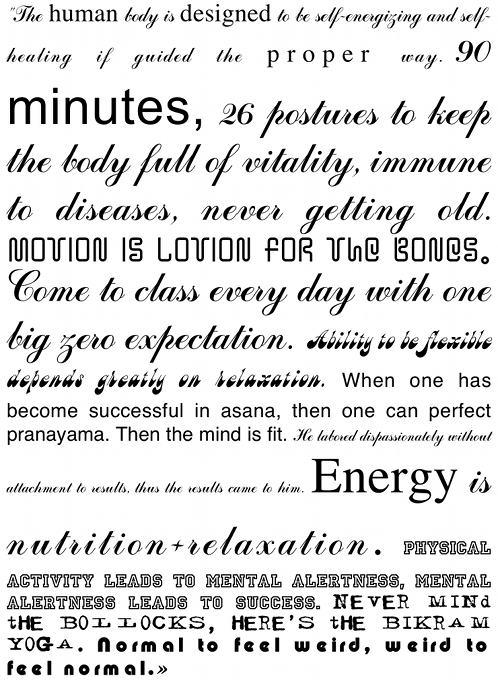 "The human body is designed to be self-energizing and self-
healing if guided the proper way. 90
minutes, 26 postures to keep
the body full of vitality, immune
to diseases, never getting old.
MOTION IS LOTION FOR THE BONES.
Come to class every day with one
big zero expectation. Ability to be flexible
depends greatly on relaxation. When one has
become successful in asana, then one can perfect
pranayama. Then the mind is fit. He labored dispassionately without
attachment to results, thus the results came to him. Energy is
nutrition+relaxation. PHYSICAL
ACTIVITY LEADS TO MENTAL ALERTNESS, MENTAL
ALERTNESS LEADS TO SUCCESS. NEVER MINd
tHE BOLLOCKS, HERE'S tHE BIKRAM
YOGA. Normal to feel weird, weird to
feel normal.»